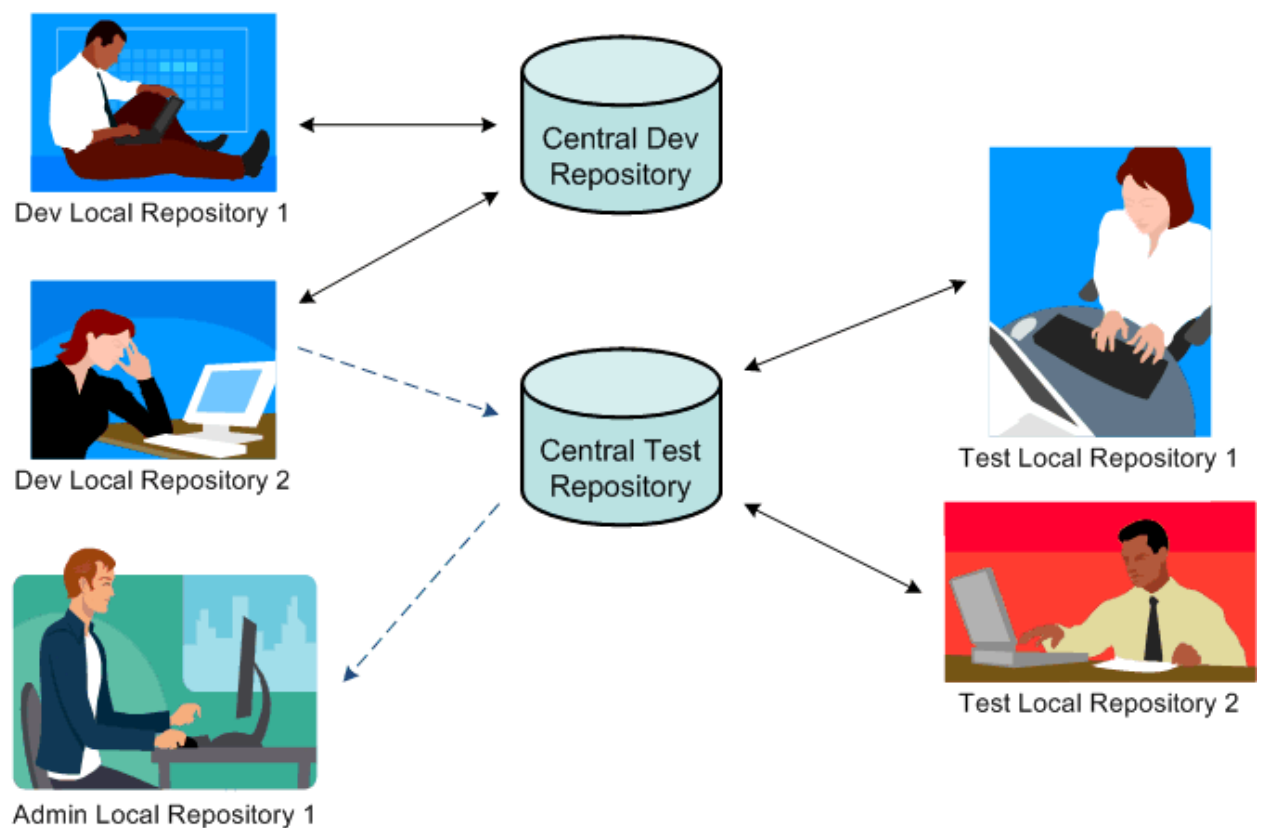 Central Dev
Repository
Dev Local Repository 1
Dev Local Repository 2
Central Test
Repository
Test Local Repository 1
Test Local Repository 2
Admin Local Repository 1